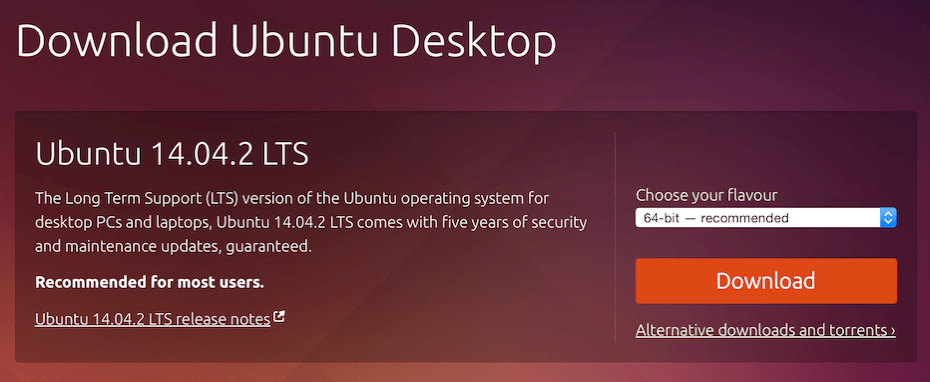 Download Ubuntu Desktop
Ubuntu 14.04.2 LTS
The Long Term Support (LTS) version of the Ubuntu operating system for
desktop PCs and laptops, Ubuntu 14.04.2 LTS comes with five years of security
and maintenance updates, guaranteed.
Recommended for most users.
Ubuntu 14.04.2 LTS release notes
Choose your flavour
64-bit — recommended
Download
Alternative downloads and torrents ›